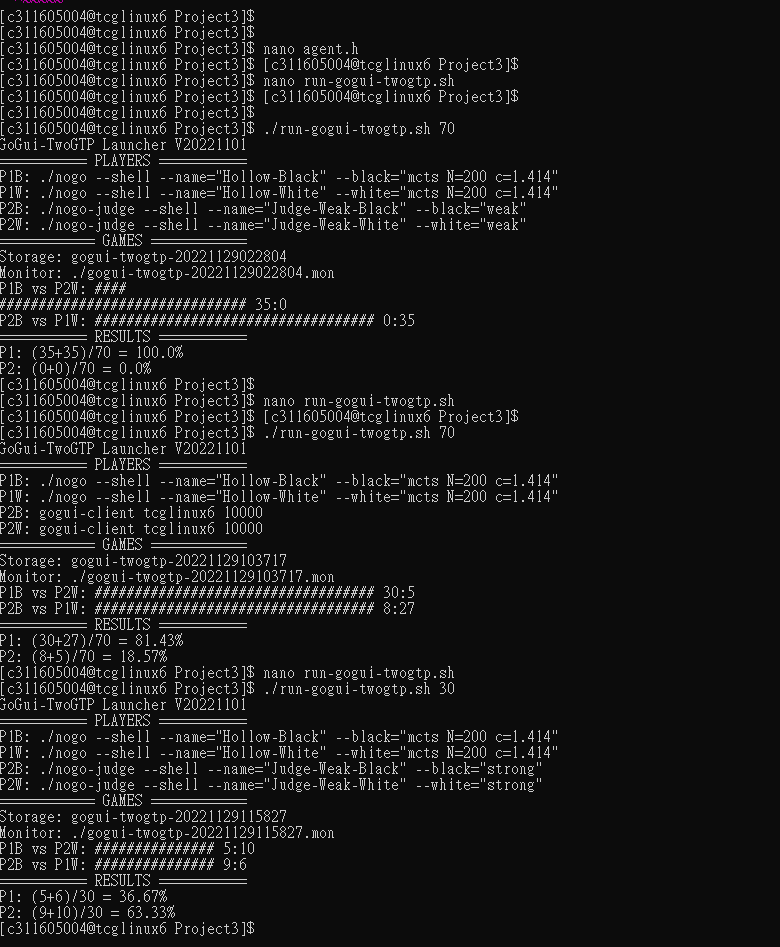 [c311605004@tcglinux6 Project3]$
[c311605004@tcglinux6 Project3]$
[c311605004@tcglinux6 Project3]$ nano agent.h
[c311605004@tcglinux6 Project3]$ [c311605004@tcglinux6 Project3]$
[c311605004@tcglinux6 Project3]$ nano run-gogui-twogtp.sh
[c311605004@tcglinux6 Project3]$ [c311605004@tcglinux6 Project3]$
[c311605004@tcglinux6 Project3]$
[c311605004@tcglinux6 Project3]$ ./run-gogui-twogtp.sh 70
GoGui-TwoGTP Launcher V20221101
============ PLAYERS ===========
P1B: ./nogo --shell --name="Hollow-Black" --black="mcts N=200 c=1.414"
P1W: ./nogo --shell --name="Hollow-White" --white="mcts N=200 c=1.414"
P2B: ./nogo-judge --shell --name="Judge-Weak-Black" --black="weak"
P2W: ./nogo-judge --shell --name="Judge-Weak-White" --white="weak"
============= GAMES ============
Storage: gogui-twogtp-20221129022804
Monitor: ./gogui-twogtp-20221129022804.mon
P1B vs P2W: ####
############################### 35:0
P2B vs P1W: ################################### 0:35
============ RESULTS ===========
P1: (35+35)/70 = 100.0%
P2: (0+0)/70 = 0.0%
[c311605004@tcglinux6 Project3]$
[c311605004@tcglinux6 Project3]$ nano run-gogui-twogtp.sh
[c311605004@tcglinux6 Project3]$ [c311605004@tcglinux6 Project3]$
[c311605004@tcglinux6 Project3]$ ./run-gogui-twogtp.sh 70
GoGui-TwoGTP Launcher V20221101
============ PLAYERS ===========
P1B: ./nogo --shell --name="Hollow-Black" --black="mcts N=200 c=1.414"
P1W: ./nogo --shell --name="Hollow-White" --white="mcts N=200 c=1.414"
P2B: gogui-client tcglinux6 10000
P2W: gogui-client tcglinux6 10000
============= GAMES ============
Storage: gogui-twogtp-20221129103717
Monitor: ./gogui-twogtp-20221129103717.mon
P1B vs P2W: ################################### 30:5
P2B vs P1W: ################################### 8:27
============ RESULTS ===========
P1: (30+27)/70 = 81.43%
P2: (8+5)/70 = 18.57%
[c311605004@tcglinux6 Project3]$ nano run-gogui-twogtp.sh
[c311605004@tcglinux6 Project3]$ ./run-gogui-twogtp.sh 30
GoGui-TwoGTP Launcher V20221101
============ PLAYERS ===========
P1B: ./nogo --shell --name="Hollow-Black" --black="mcts N=200 c=1.414"
P1W: ./nogo --shell --name="Hollow-White" --white="mcts N=200 c=1.414"
P2B: ./nogo-judge --shell --name="Judge-Weak-Black" --black="strong"
P2W: ./nogo-judge --shell --name="Judge-Weak-White" --white="strong"
============= GAMES ============
Storage: gogui-twogtp-20221129115827
Monitor: ./gogui-twogtp-20221129115827.mon
P1B vs P2W: ############### 5:10
P2B vs P1W: ############### 9:6
============ RESULTS ===========
P1: (5+6)/30 = 36.67%
P2: (9+10)/30 = 63.33%
[c311605004@tcglinux6 Project3]$